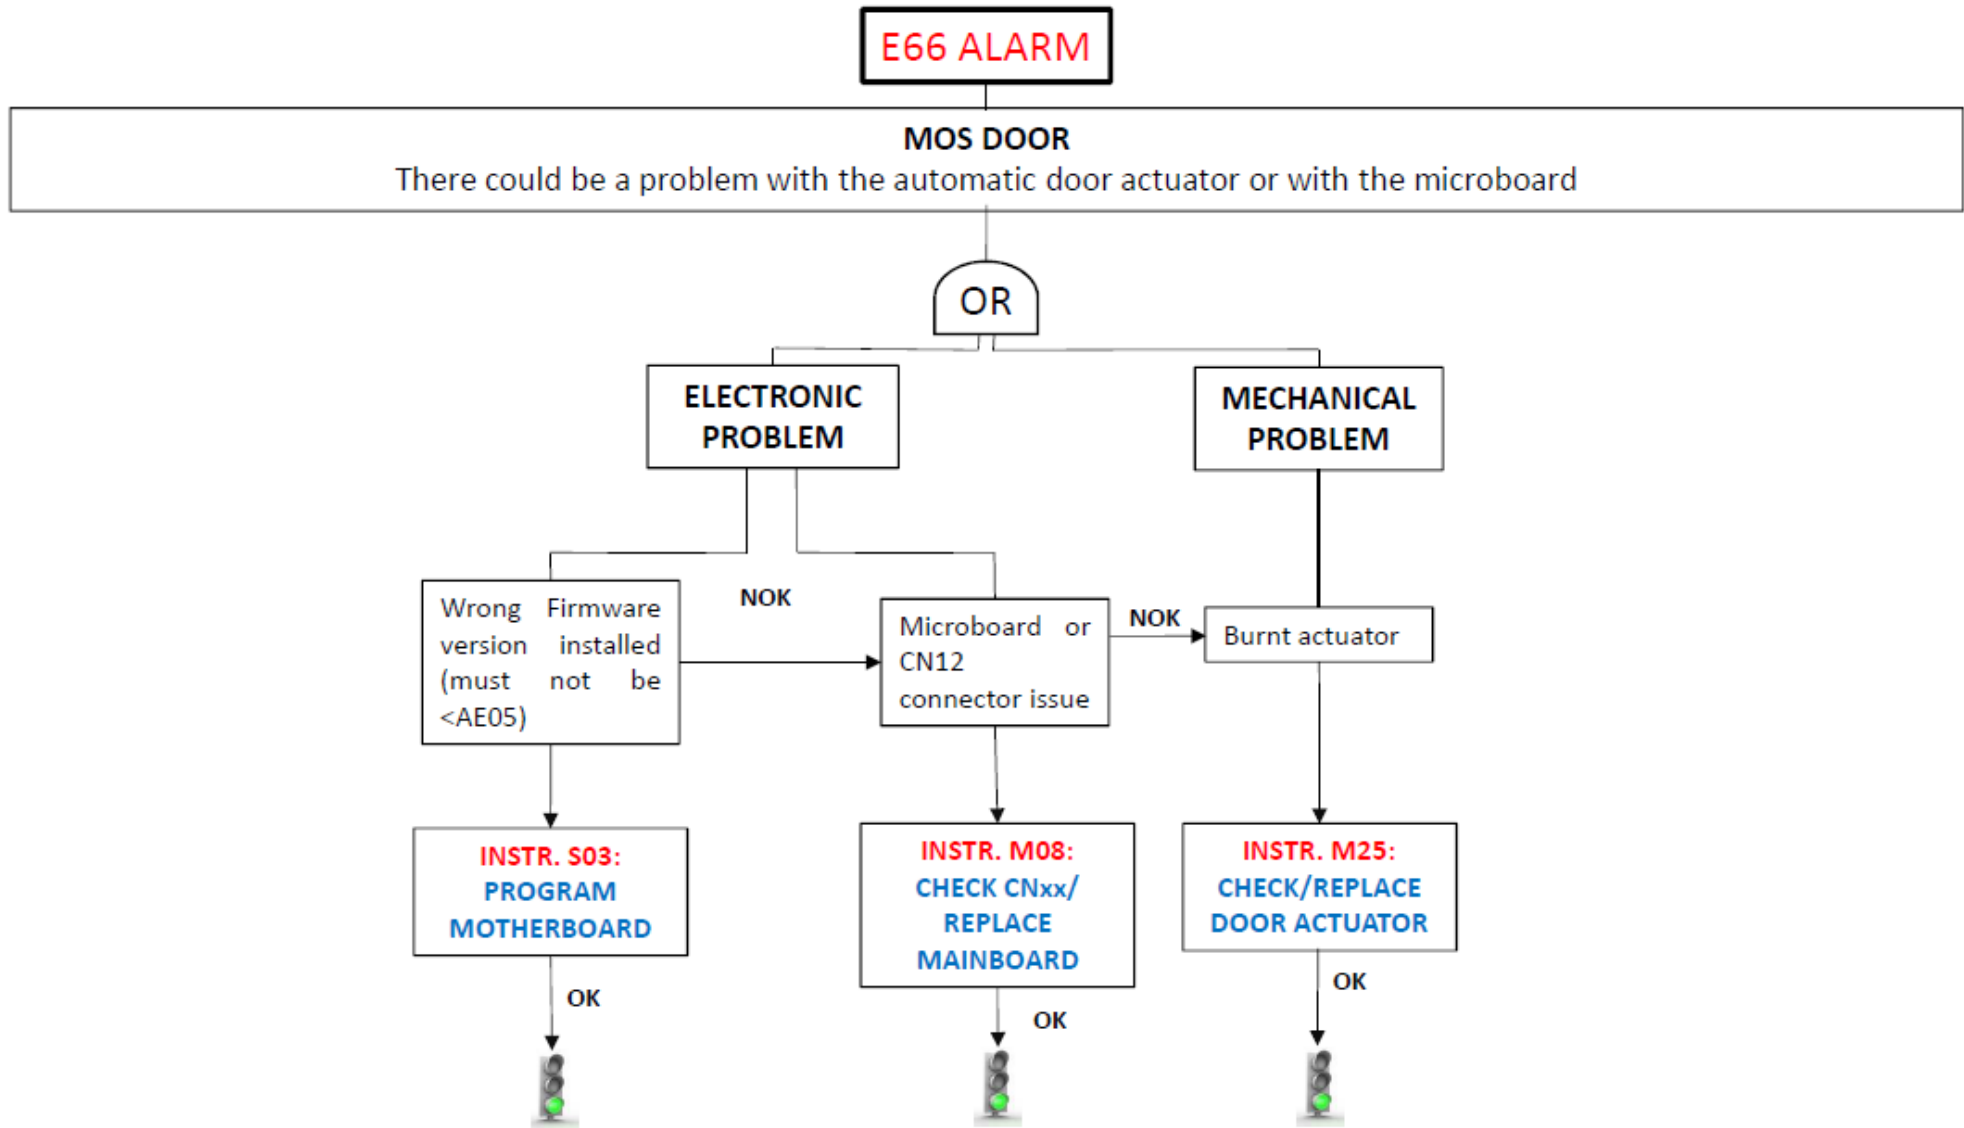 E66 ALARM
MOS DOOR
There could be a problem with the automatic door actuator or with the microboard
OR
ELECTRONIC
PROBLEM
MECHANICAL
PROBLEM
Wrong Firmware
version installed
(must not be
<AE05)
NOK
Microboard or
CN12
connector issue
NOK
Burnt actuator
INSTR. S03:
PROGRAM
MOTHERBOARD
INSTR. M08:
CHECK CNxx/
REPLACE
MAINBOARD
INSTR. M25:
CHECK/REPLACE
DOOR ACTUATOR
OK
OK
OK